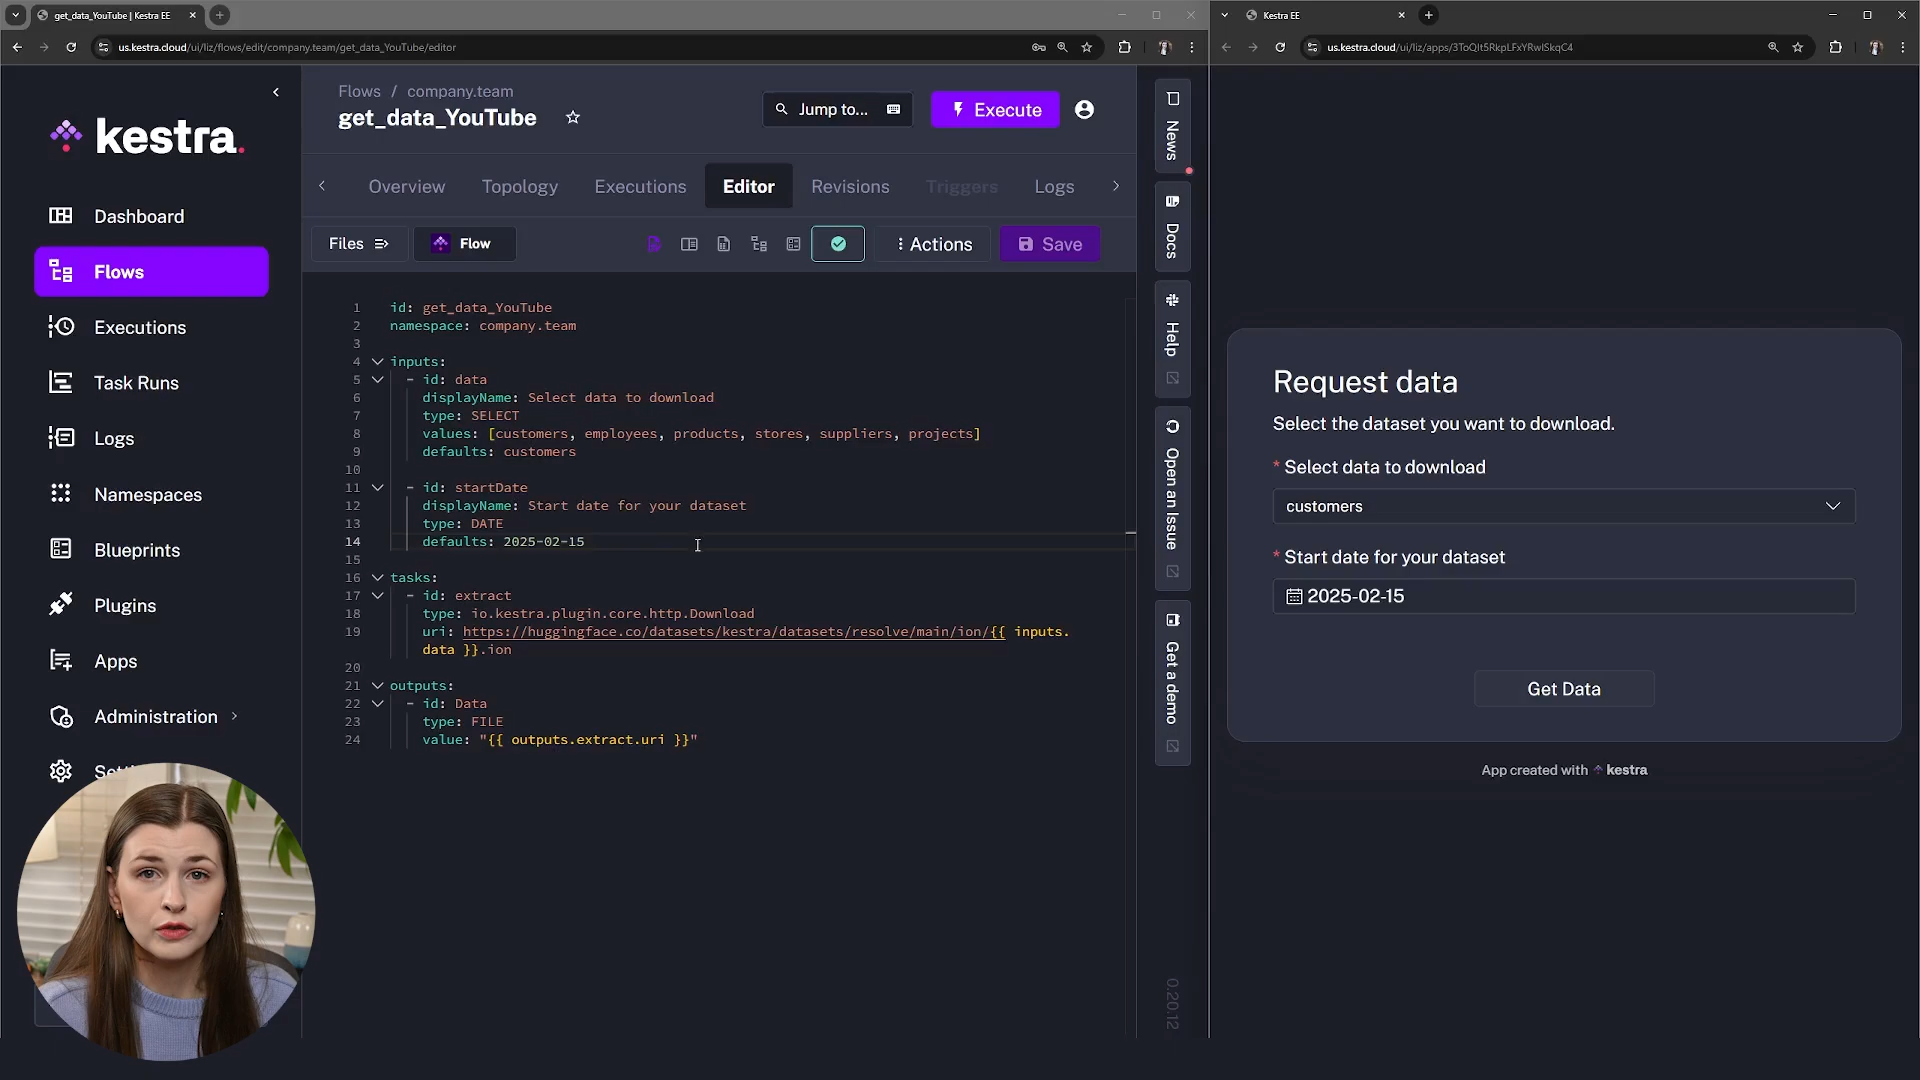 get_data_YouTube | Kestra EE
us.kestra.cloud/ui/liz/flows/edit/company.team/get_data_YouTube/editor
kestra.
Dashboard
Flows
Executions
Task Runs
Logs
Namespaces
Blueprints
Plugins
Apps
Administration
Flows / company.team
get_data_YouTube
Jump to...
Execute
Overview
Topology
Executions
Editor
Revisions
Triggers
Logs
Files
Flow
Actions
Save
1 id: get_data_YouTube
2 namespace: company.team
3
4 inputs:
5 - id: data
6 displayName: Select data to download
7 type: SELECT
8 values: [customers, employees, products, stores, suppliers, projects]
9 defaults: customers
10
11 - id: startDate
12 displayName: Start date for your dataset
13 type: DATE
14 defaults: 2025-02-15
15
16 tasks:
17 - id: extract
18 type: io.kestra.plugin.core.http.Download
19 uri: https://huggingface.co/datasets/kestra/datasets/resolve/main/ion/{{ inputs.
data }}.ion
20
21 outputs:
22 - id: Data
23 type: FILE
24 value: "{{ outputs.extract.uri }}"
News
Docs
Help
Open an Issue
Get a demo
0.20.12
Kestra EE
Request data
Select the dataset you want to download.
* Select data to download
customers
* Start date for your dataset
2025-02-15
Get Data
App created with kestra